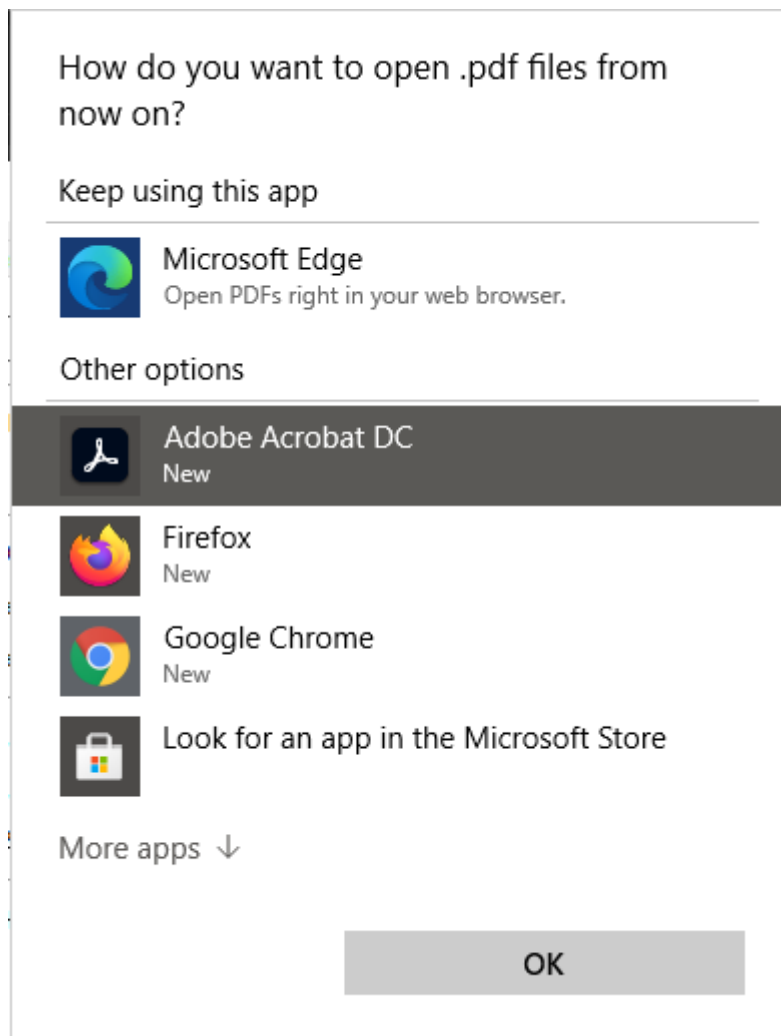 How do you want to open .pdf files from
now on?
Keep using this app
Microsoft Edge
Open PDFs right in your web browser.
Other options
Adobe Acrobat DC
New
Firefox
New
Google Chrome
New
Look for an app in the Microsoft Store
More apps ↓
OK